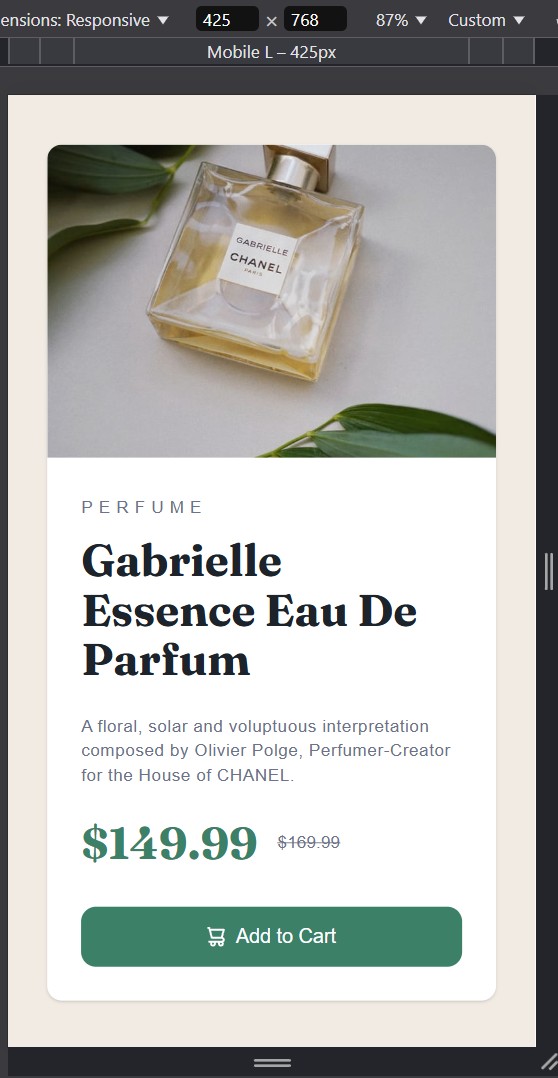 ensions: Responsive ▼ 425 × 768 87% ▼ Custom ▼
Mobile L – 425px
GABRIELLE
CHANEL
PARIS
PERFUME
Gabrielle
Essence Eau De
Parfum
A floral, solar and voluptuous interpretation
composed by Olivier Polge, Perfumer-Creator
for the House of CHANEL.
$149.99 $169.99
Add to Cart